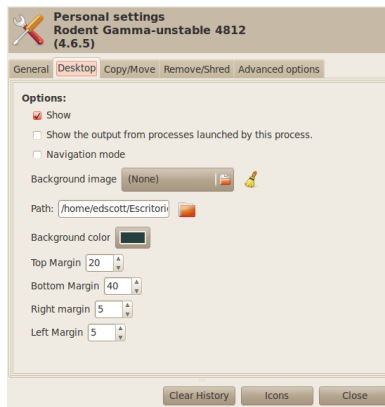 Personal settings
Rodent Gamma-unstable 4812
(4.6.5)
General Desktop Copy/Move Remove/Shred Advanced options
Options:
Show
Show the output from processes launched by this process.
Navigation mode
Background image (None)
Path: /home/edscott/Escritori
Background color
Top Margin 20
Bottom Margin 40
Right margin 5
Left Margin 5
Clear History Icons Close